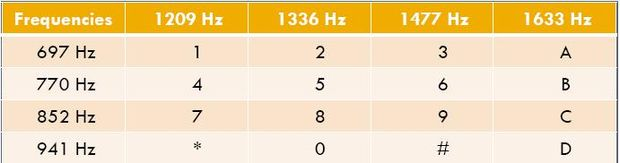 Frequencies 1209 Hz 1336 Hz 1477 Hz 1633 Hz
697 Hz 1 2 3 A
770 Hz 4 5 6 B
852 Hz 7 8 9 C
941 Hz * 0 # D